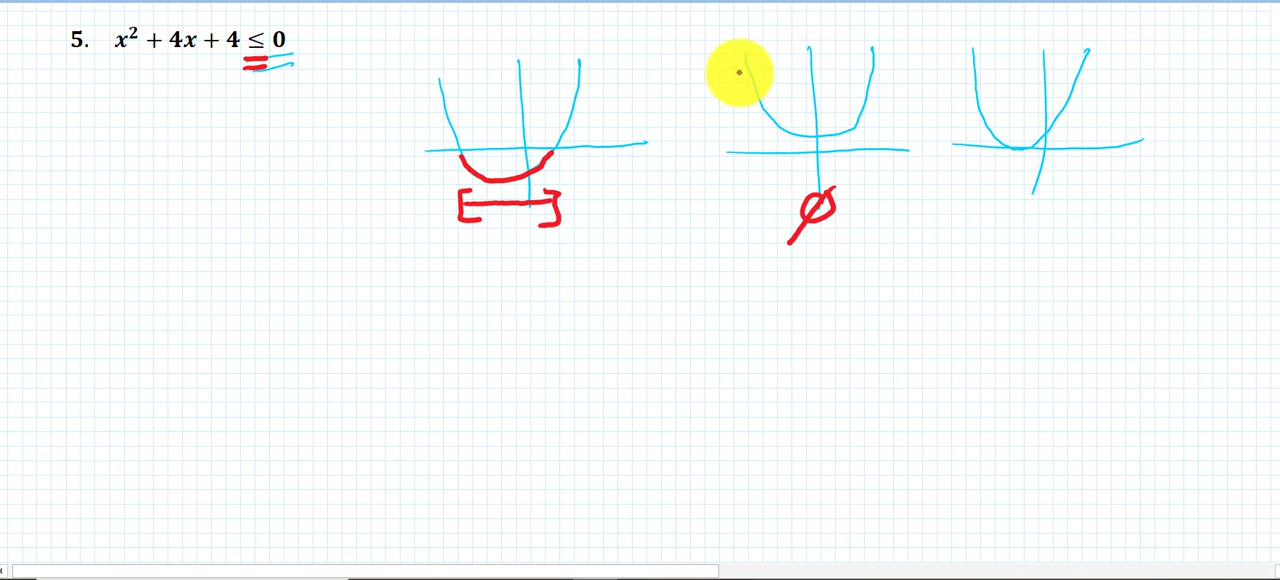 5. x² + 4x + 4 ≤ 0
[ ]
∅